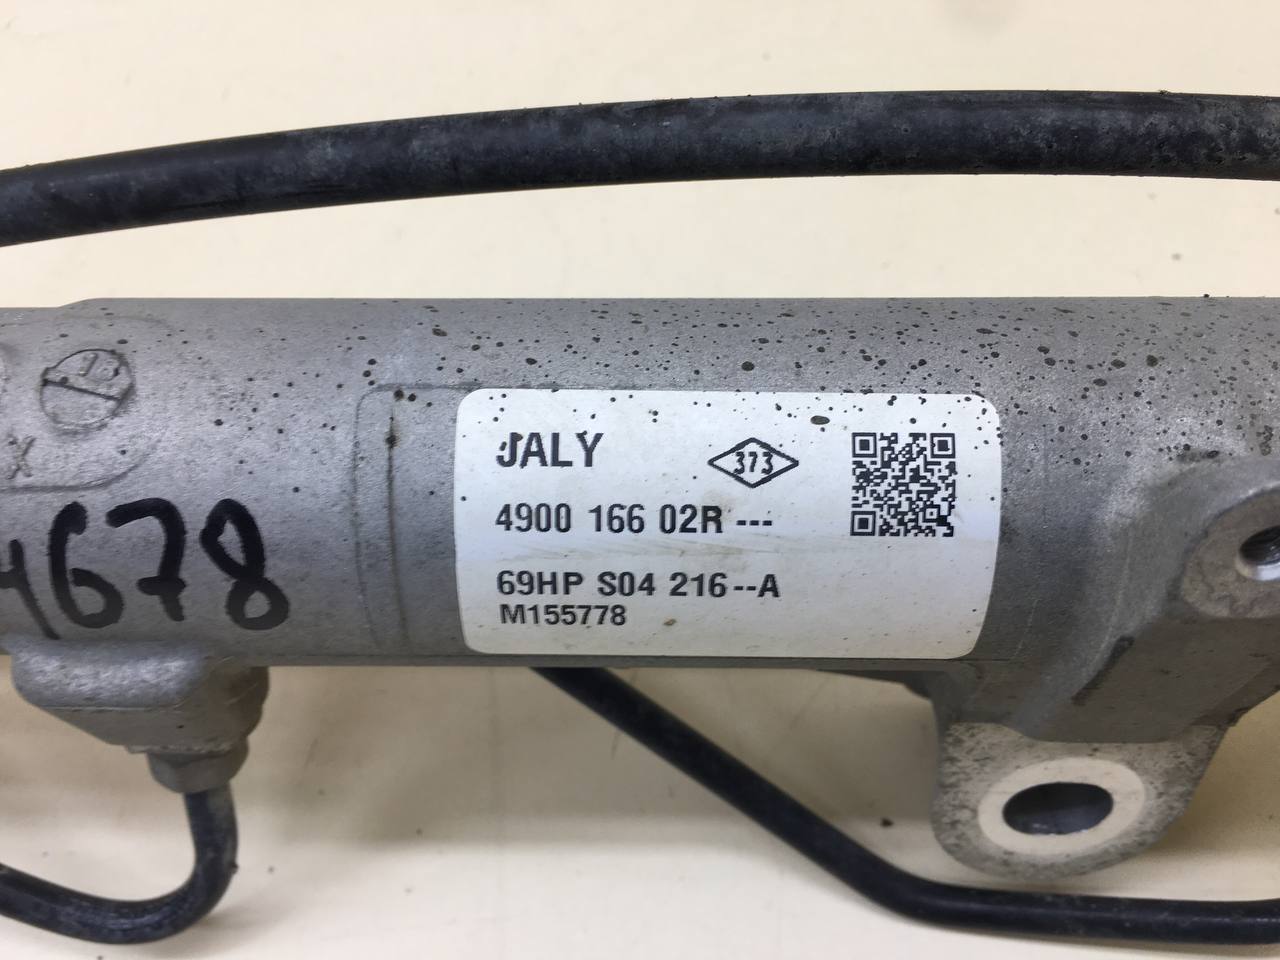 JALY
373
4900 166 02R ---
69HP S04 216--A
M155778
4678
X